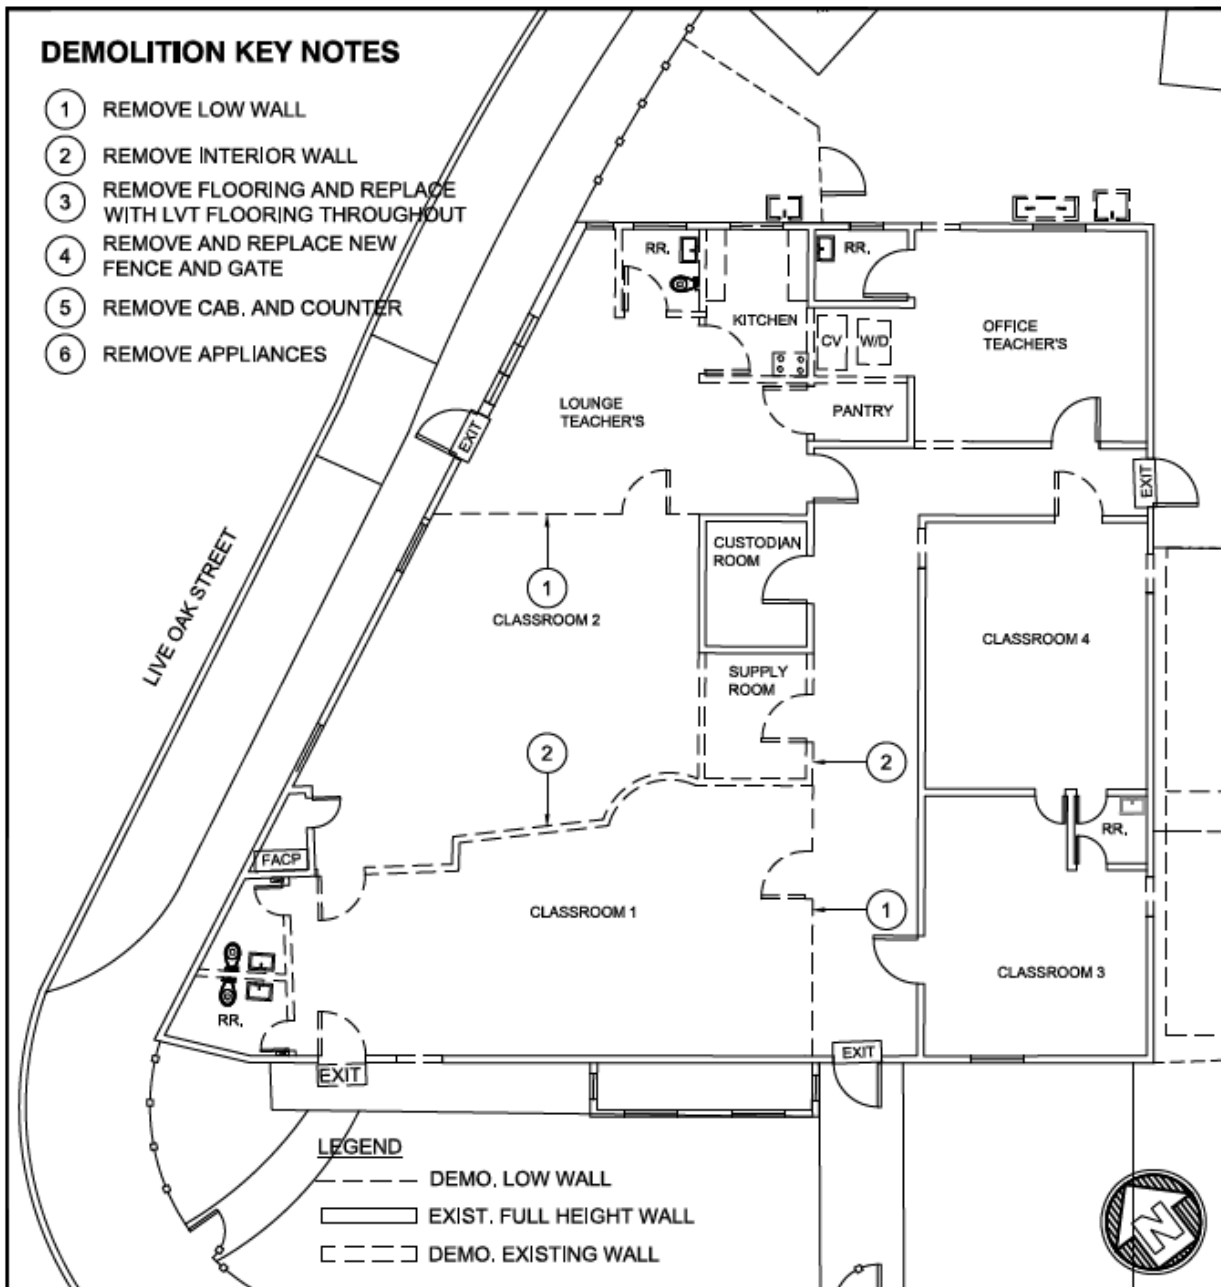 DEMOLITION KEY NOTES
1 REMOVE LOW WALL
2 REMOVE INTERIOR WALL
3 REMOVE FLOORING AND REPLACE
WITH LVT FLOORING THROUGHOUT
4 REMOVE AND REPLACE NEW
FENCE AND GATE
5 REMOVE CAB. AND COUNTER
6 REMOVE APPLIANCES
RR.
RR.
KITCHEN
CV
W/D
OFFICE
TEACHER'S
LOUNGE
TEACHER'S
PANTRY
EXIT
EXIT
LIVE OAK STREET
CUSTODIAN
ROOM
1
CLASSROOM 2
CLASSROOM 4
SUPPLY
ROOM
2
2
RR.
FACP
CLASSROOM 1
1
CLASSROOM 3
RR.
EXIT
EXIT
LEGEND
DEMO. LOW WALL
EXIST. FULL HEIGHT WALL
DEMO. EXISTING WALL
N